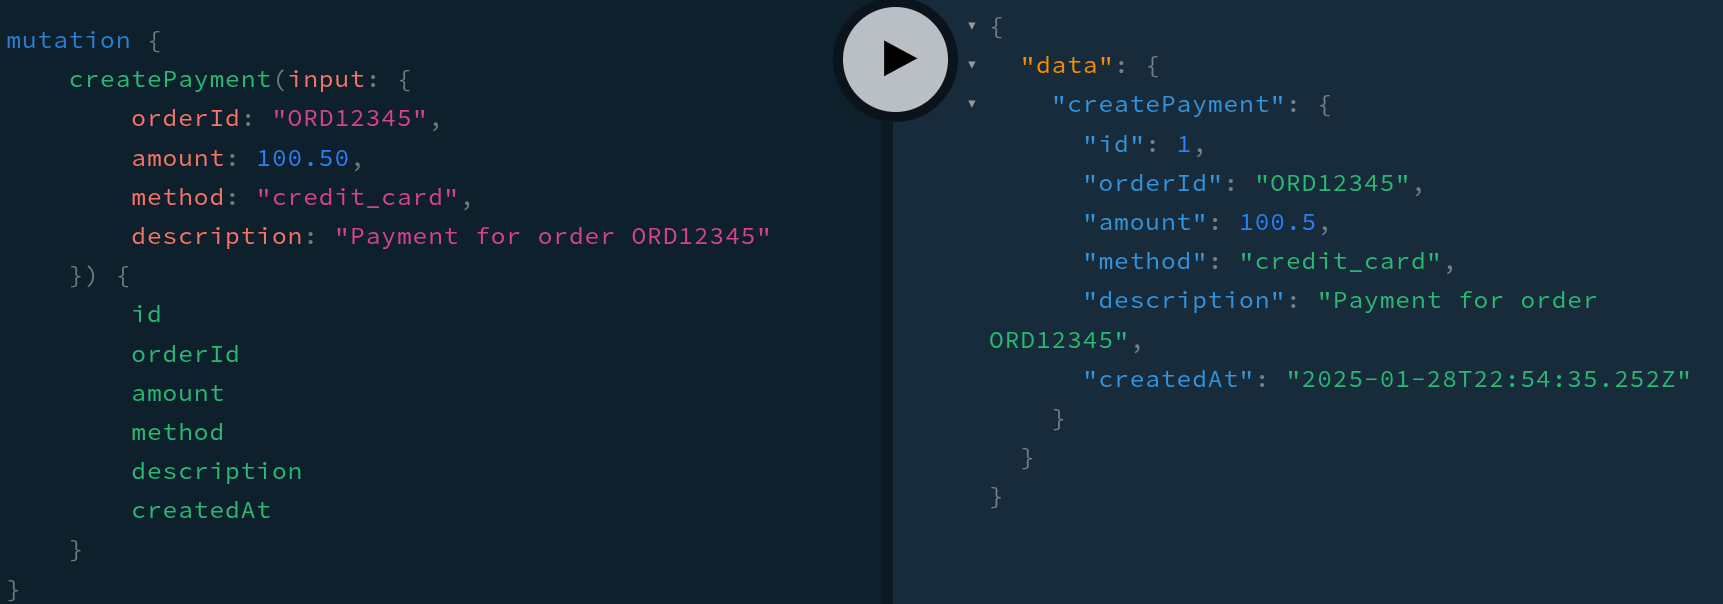 mutation {
    createPayment(input: {
        orderId: "ORD12345",
        amount: 100.50,
        method: "credit_card",
        description: "Payment for order ORD12345"
    }) {
        id
        orderId
        amount
        method
        description
        createdAt
    }
}
{
  "data": {
    "createPayment": {
      "id": 1,
      "orderId": "ORD12345",
      "amount": 100.5,
      "method": "credit_card",
      "description": "Payment for order
ORD12345",
      "createdAt": "2025-01-28T22:54:35.252Z"
    }
  }
}